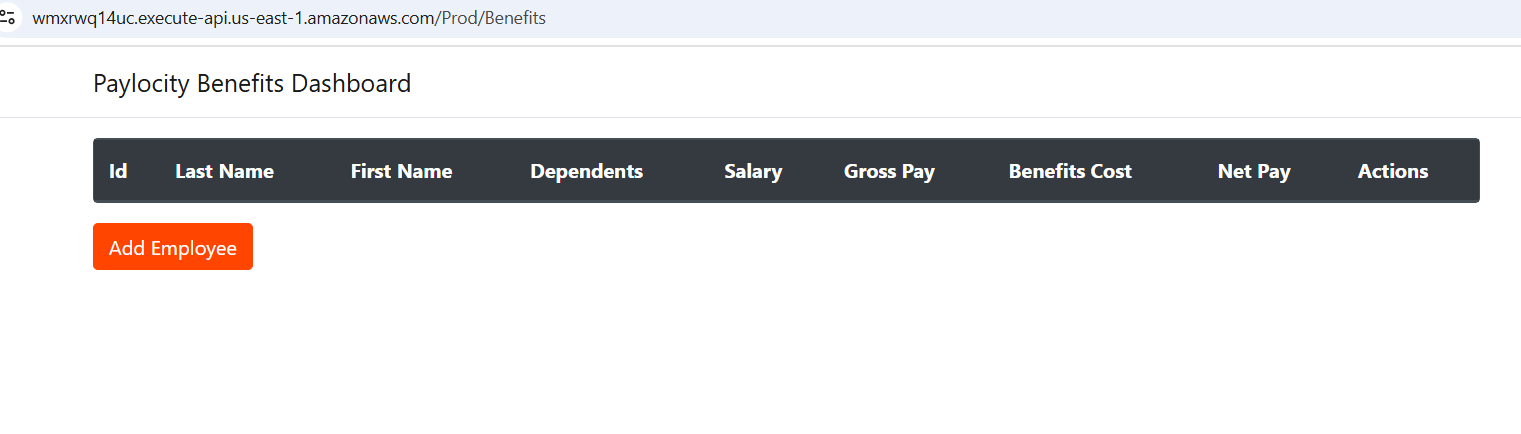 wmxrwq14uc.execute-api.us-east-1.amazonaws.com/Prod/Benefits
Paylocity Benefits Dashboard
Id Last Name First Name Dependents Salary Gross Pay Benefits Cost Net Pay Actions
Add Employee